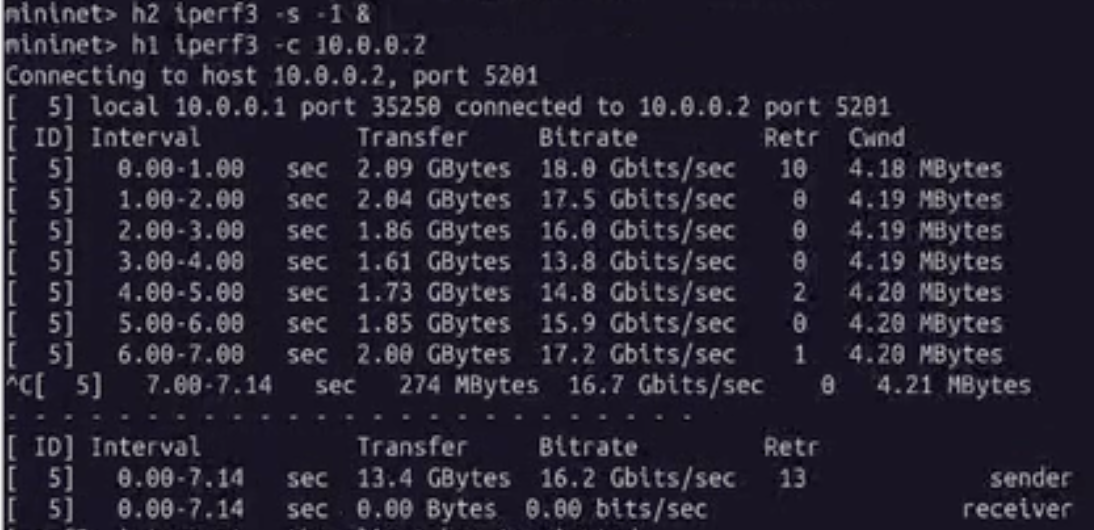 mininet> h2 iperf3 -s -1 &
mininet> h1 iperf3 -c 10.0.0.2
Connecting to host 10.0.0.2, port 5201
[  5] local 10.0.0.1 port 35250 connected to 10.0.0.2 port 5201
[ ID] Interval           Transfer     Bitrate         Retr  Cwnd
[  5]   0.00-1.00   sec  2.09 GBytes  18.0 Gbits/sec   10   4.18 MBytes
[  5]   1.00-2.00   sec  2.04 GBytes  17.5 Gbits/sec    0   4.19 MBytes
[  5]   2.00-3.00   sec  1.86 GBytes  16.0 Gbits/sec    0   4.19 MBytes
[  5]   3.00-4.00   sec  1.61 GBytes  13.8 Gbits/sec    0   4.19 MBytes
[  5]   4.00-5.00   sec  1.73 GBytes  14.8 Gbits/sec    2   4.20 MBytes
[  5]   5.00-6.00   sec  1.85 GBytes  15.9 Gbits/sec    0   4.20 MBytes
[  5]   6.00-7.00   sec  2.00 GBytes  17.2 Gbits/sec    1   4.20 MBytes
^C[  5]   7.00-7.14   sec   274 MBytes  16.7 Gbits/sec    0   4.21 MBytes
- - - - - - - - - - - - - - - - - - - - - - - - -
[ ID] Interval           Transfer     Bitrate         Retr
[  5]   0.00-7.14   sec  13.4 GBytes  16.2 Gbits/sec   13             sender
[  5]   0.00-7.14   sec  0.00 Bytes  0.00 bits/sec                  receiver